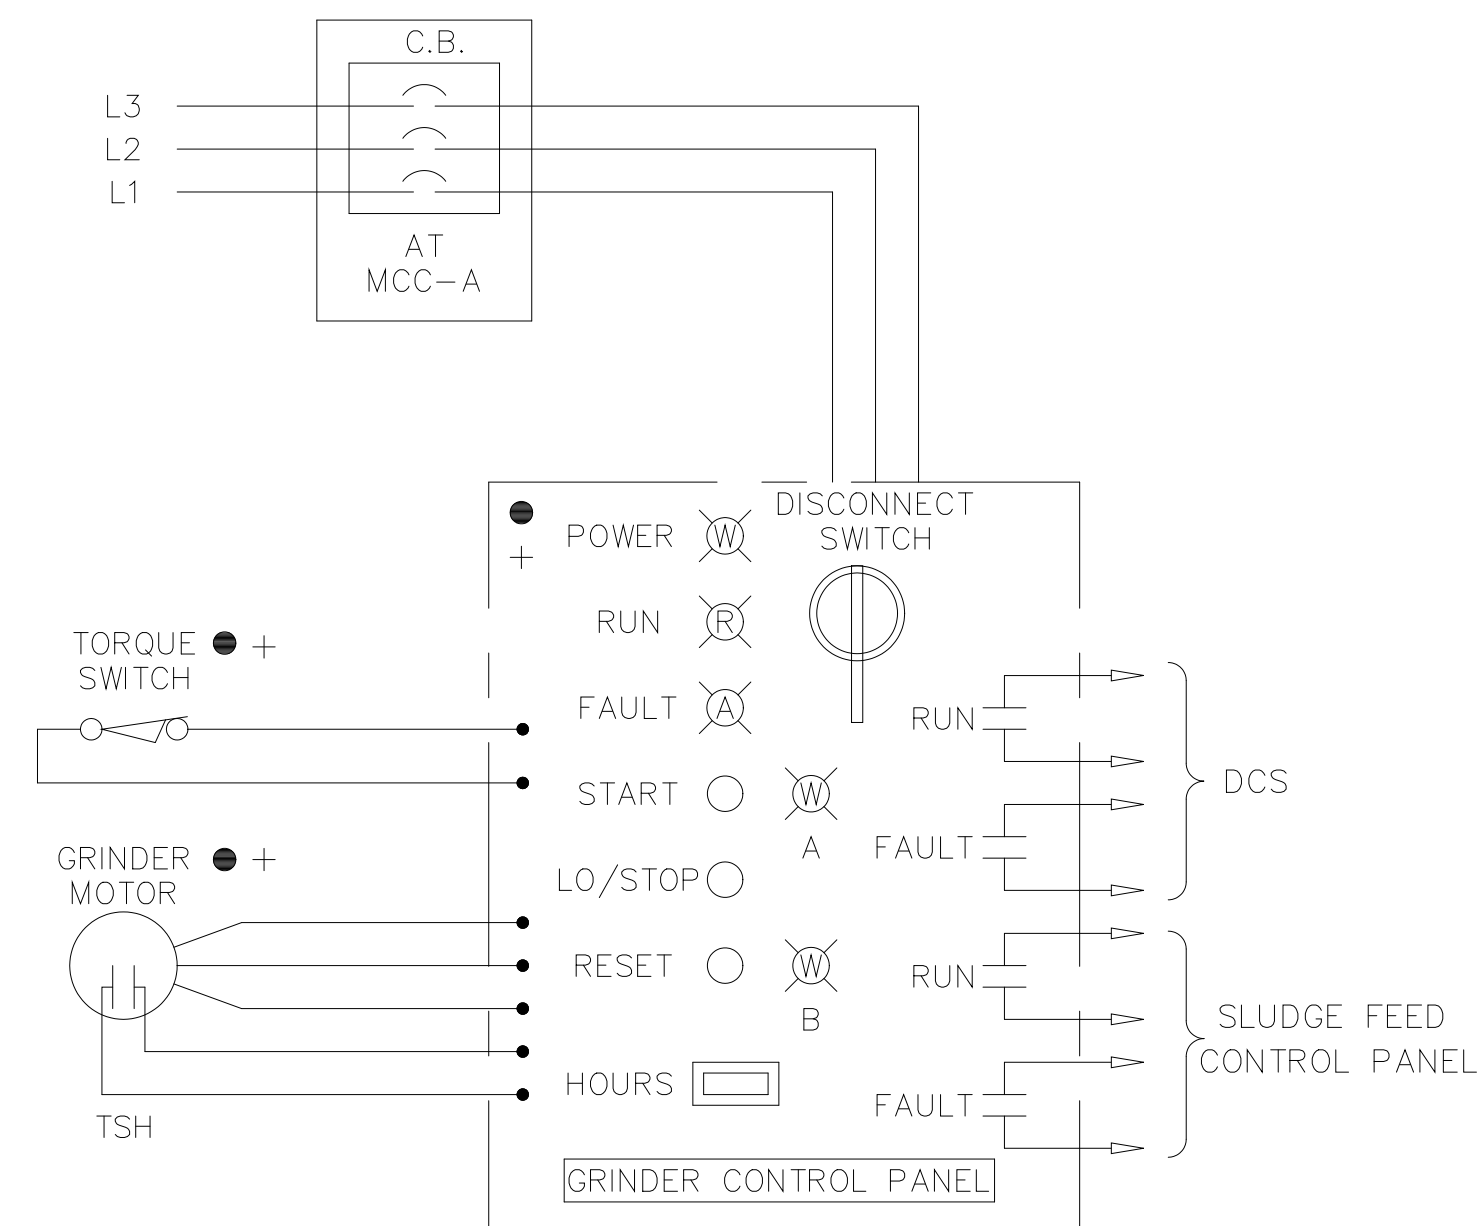 C.B.
L3
L2
L1
AT
MCC-A
DISCONNECT
SWITCH
POWER W
+
RUN R
TORQUE +
SWITCH
FAULT A
RUN
DCS
START W
A
FAULT
GRINDER +
MOTOR
LO/STOP
RESET W
B
RUN
SLUDGE FEED
CONTROL PANEL
HOURS
FAULT
TSH
GRINDER CONTROL PANEL